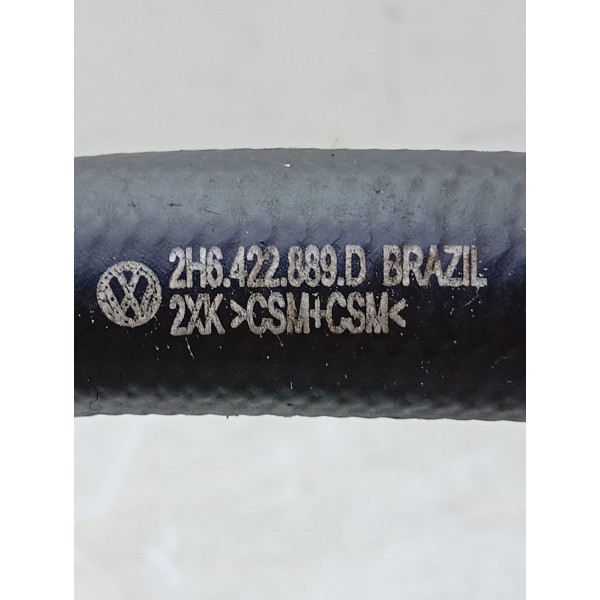 2H6.422.889.D BRAZIL
2XK >CSM+CSM<